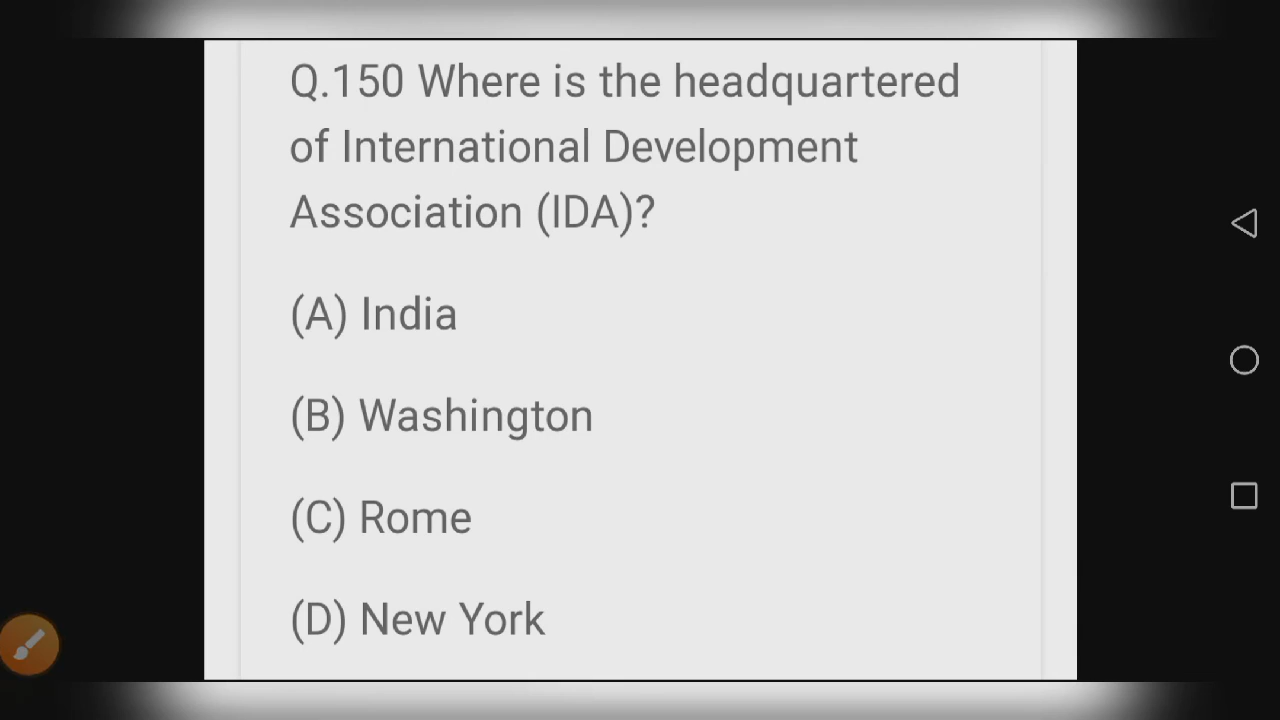 Q.150 Where is the headquartered
of International Development
Association (IDA)?
(A) India
(B) Washington
(C) Rome
(D) New York